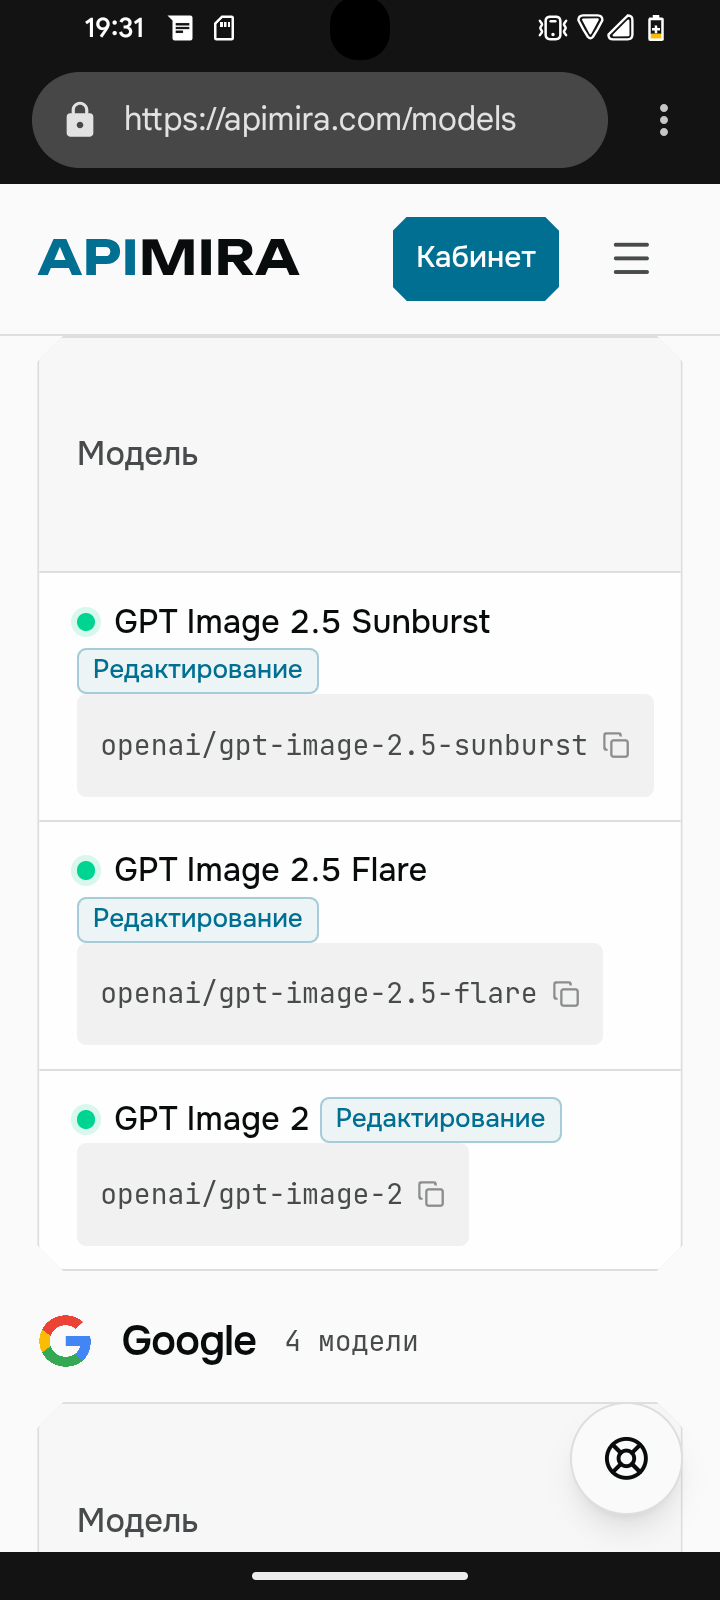 19:31
https://apimira.com/models
APIMIRA
Кабинет
Модель
GPT Image 2.5 Sunburst
Редактирование
openai/gpt-image-2.5-sunburst
GPT Image 2.5 Flare
Редактирование
openai/gpt-image-2.5-flare
GPT Image 2 Редактирование
openai/gpt-image-2
Google 4 модели
Модель